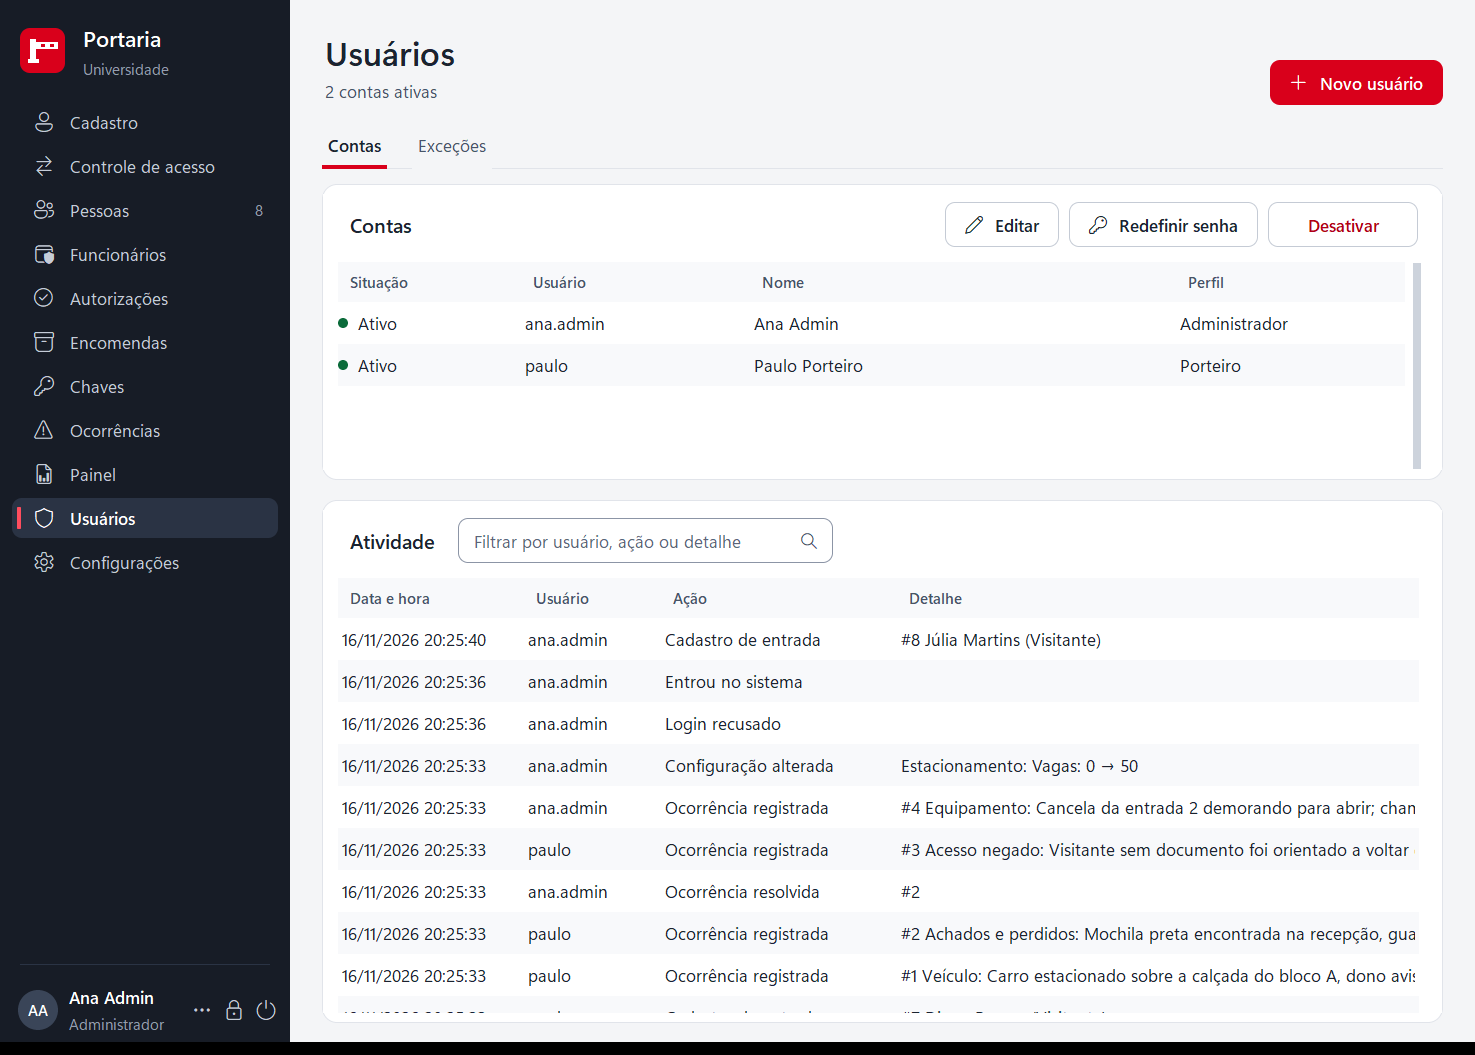 Portaria
Universidade
Cadastro
Controle de acesso
Pessoas 8
Funcionários
Autorizações
Encomendas
Chaves
Ocorrências
Painel
Usuários
Configurações
AA
Ana Admin
Administrador
Usuários
2 contas ativas
Novo usuário
Contas Exceções
Contas
Editar Redefinir senha Desativar
Situação Usuário Nome Perfil
Ativo ana.admin Ana Admin Administrador
Ativo paulo Paulo Porteiro Porteiro
Atividade Filtrar por usuário, ação ou detalhe
Data e hora Usuário Ação Detalhe
16/11/2026 20:25:40 ana.admin Cadastro de entrada #8 Júlia Martins (Visitante)
16/11/2026 20:25:36 ana.admin Entrou no sistema
16/11/2026 20:25:36 ana.admin Login recusado
16/11/2026 20:25:33 ana.admin Configuração alterada Estacionamento: Vagas: 0 → 50
16/11/2026 20:25:33 ana.admin Ocorrência registrada #4 Equipamento: Cancela da entrada 2 demorando para abrir; cham
16/11/2026 20:25:33 paulo Ocorrência registrada #3 Acesso negado: Visitante sem documento foi orientado a voltar
16/11/2026 20:25:33 ana.admin Ocorrência resolvida #2
16/11/2026 20:25:33 paulo Ocorrência registrada #2 Achados e perdidos: Mochila preta encontrada na recepção, gua
16/11/2026 20:25:33 paulo Ocorrência registrada #1 Veículo: Carro estacionado sobre a calçada do bloco A, dono avis